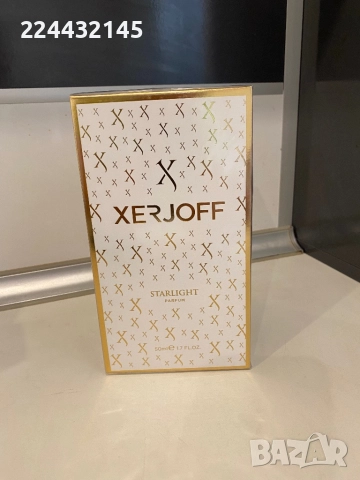 224432145
X
XERJOFF
STARLIGHT
PARFUM
50ml e 1.7 FL.OZ
BAZAR
bg